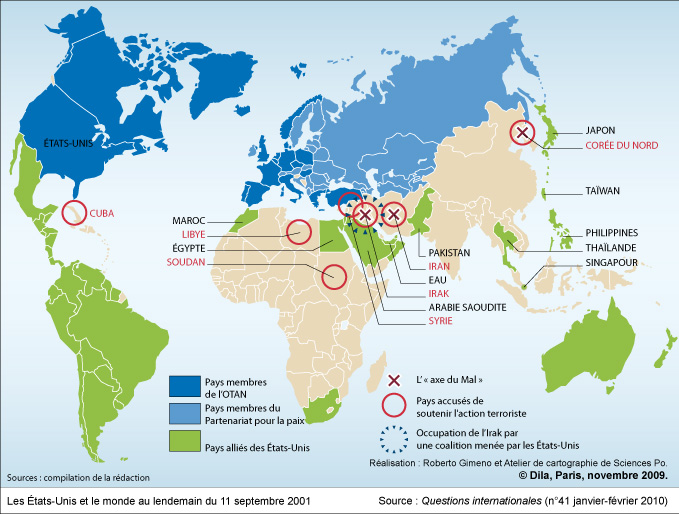 ÉTATS-UNIS
CUBA
MAROC
LIBYE
ÉGYPTE
SOUDAN
JAPON
CORÉE DU NORD
TAÏWAN
PHILIPPINES
THAÏLANDE
SINGAPOUR
PAKISTAN
IRAN
EAU
IRAK
ARABIE SAOUDITE
SYRIE
Pays membres
de l'OTAN
Pays membres du
Partenariat pour la paix
Pays alliés des États-Unis
L' « axe du Mal »
Pays accusés de
soutenir l'action terroriste
Occupation de l'Irak par
une coalition menée par les États-Unis
Sources : compilation de la rédaction
Réalisation : Roberto Gimeno et Atelier de cartographie de Sciences Po.
© Dila, Paris, novembre 2009.
Les États-Unis et le monde au lendemain du 11 septembre 2001
Source : Questions internationales (n°41 janvier-février 2010)